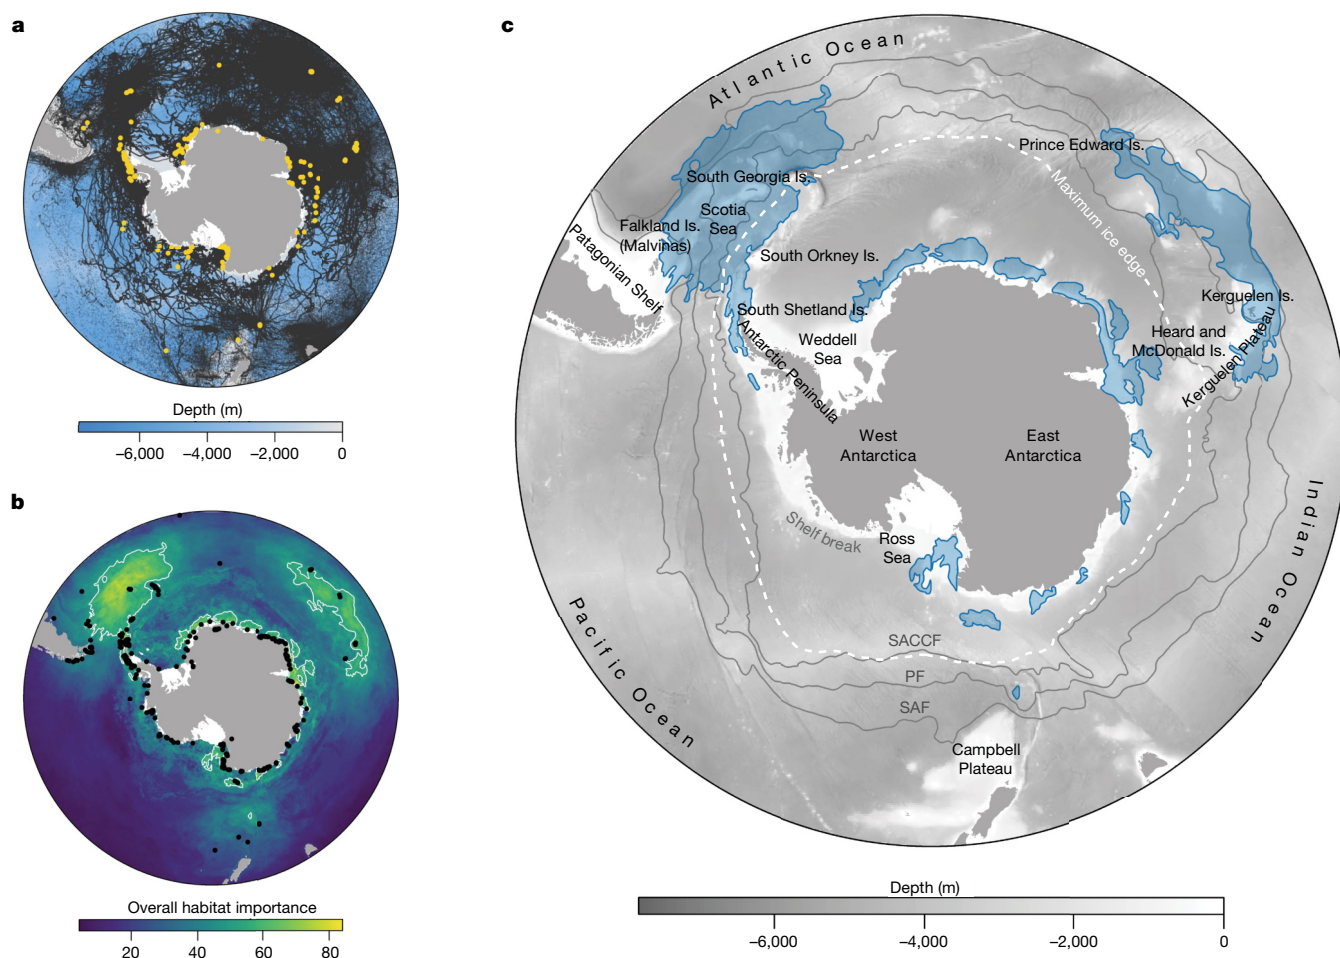 a
Depth (m)
−6,000
−4,000
−2,000
0
b
Overall habitat importance
20
40
60
80
c
Atlantic Ocean
Prince Edward Is.
South Georgia Is.
Maximum ice edge
Scotia
Sea
Falkland Is.
(Malvinas)
Patagonian Shelf
South Orkney Is.
Kerguelen Is.
South Shetland Is.
Heard and
McDonald Is.
Kerguelen Plateau
Weddell
Sea
Antarctic Peninsula
West
Antarctica
East
Antarctica
Indian Ocean
Shelf break
Ross
Sea
Pacific Ocean
SACCF
PF
SAF
Campbell
Plateau
Depth (m)
−6,000
−4,000
−2,000
0